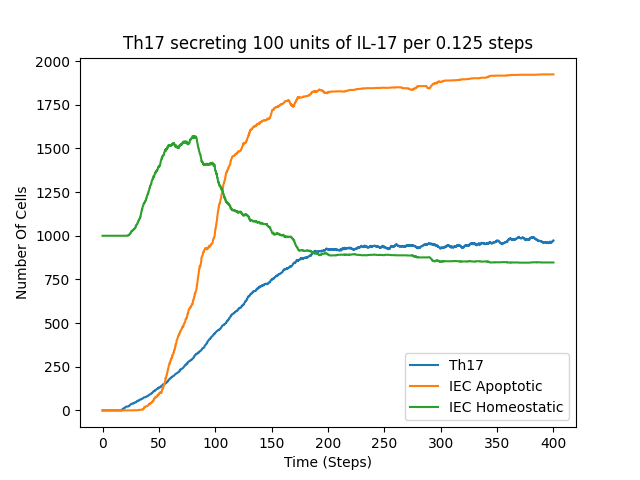 Th17 secreting 100 units of IL-17 per 0.125 steps
Number Of Cells
2000
1750
1500
1250
1000
750
500
250
0
0 50 100 150 200 250 300 350 400
Time (Steps)
Th17
IEC Apoptotic
IEC Homeostatic